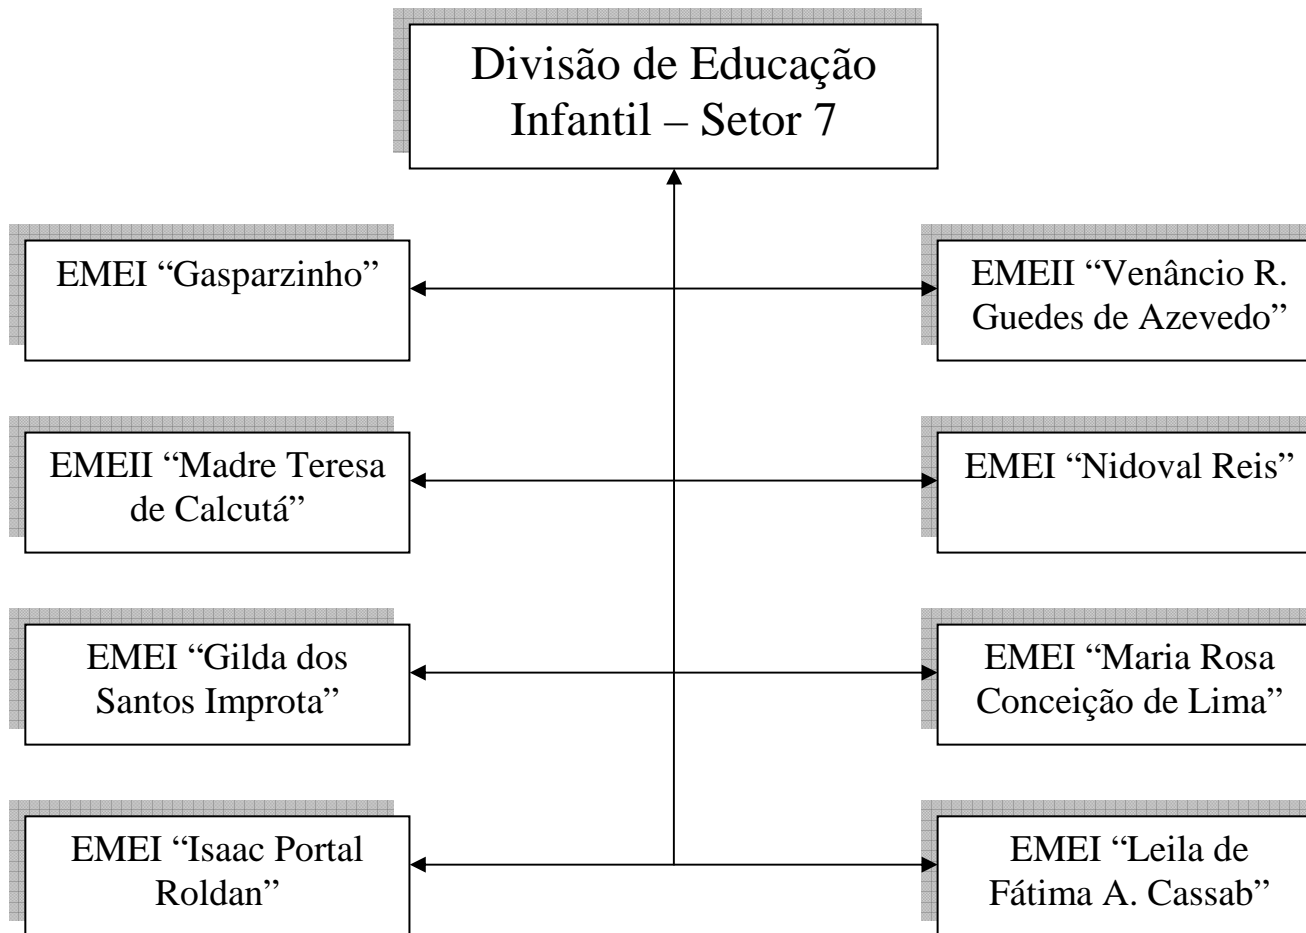 Divisão de Educação
Infantil – Setor 7
EMEI “Gasparzinho”
EMEII “Venâncio R.
Guedes de Azevedo”
EMEII “Madre Teresa
de Calcutá”
EMEI “Nidoval Reis”
EMEI “Gilda dos
Santos Improta”
EMEI “Maria Rosa
Conceição de Lima”
EMEI “Isaac Portal
Roldan”
EMEI “Leila de
Fátima A. Cassab”